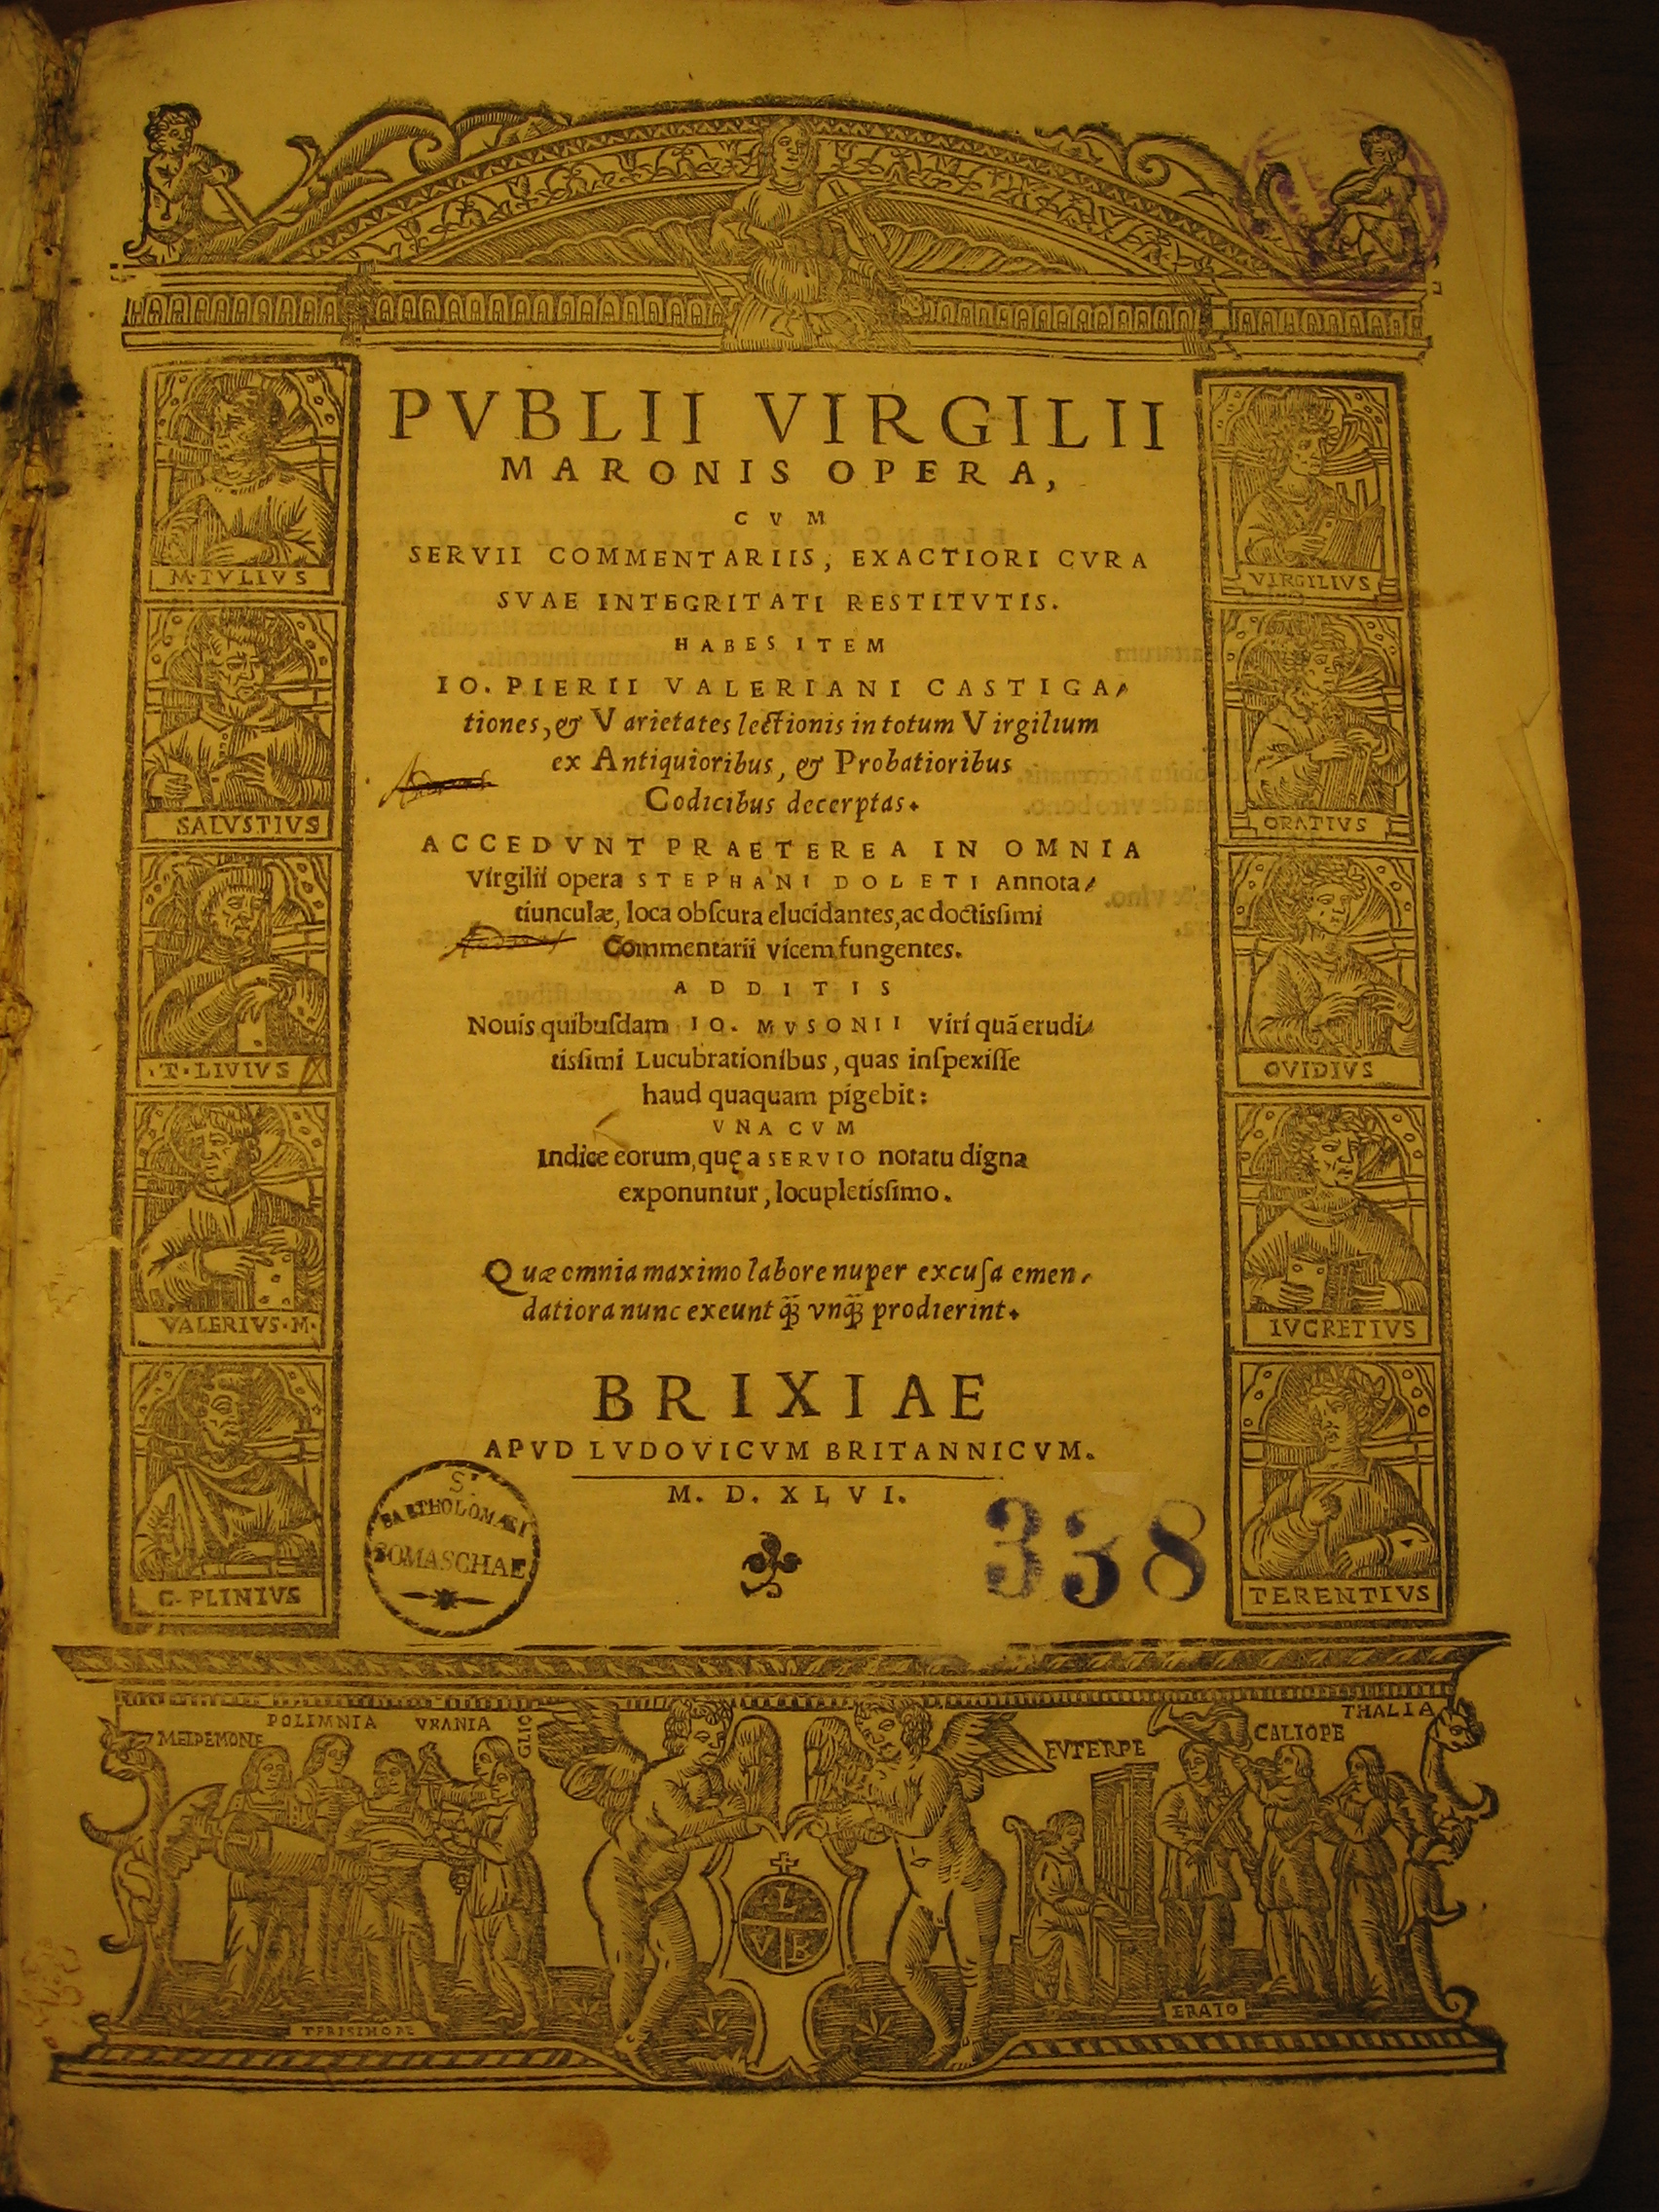 PVBLII VIRGILII
MARONIS OPERA,
CVM
SERVII COMMENTARIIS, EXACTIORI CVRA
SVAE INTEGRITATI RESTITVTIS.
HABES ITEM
IO. PIERII VALERIANI CASTIGA-
tiones, & Varietates lectionis in totum Virgilium
ex Antiquioribus, & Probatioribus
Codicibus decerptas.
ACCEDVNT PRAETEREA IN OMNIA
Virgilii opera STEPHANI DOLETI Annota-
tiunculæ, loca obſcura elucidantes, ac doctiſsimi
Commentarii vicem fungentes.
ADDITIS
Nouis quibuſdam IO. MVSONII viri quã erudi-
tiſsimi Lucubrationibus, quas inſpexiſſe
haud quaquam pigebit:
VNA CVM
Indice eorum, quę a SERVIO notatu digna
exponuntur, locupletiſsimo.
Quæ omnia maximo labore nuper excuſa emen-
datiora nunc exeunt q̃ꝫ vnq̃ꝫ prodierint.
BRIXIAE
APVD LVDOVICVM BRITANNICVM.
M. D. XLVI.
S.
BARTHOLOMAEI
SOMASCHAE
338
M·TVLIVS
SALVSTIVS
·T·LIVIVS
VALERIVS·M·
C·PLINIVS
VIRGILIVS
ORATIVS
OVIDIVS
IVCRETIVS
TERENTIVS
MELPEMONE
POLIMNIA
VRANIA
CLIO
EVTERPE
CALIOPE
THALIA
L
V B
ERATO